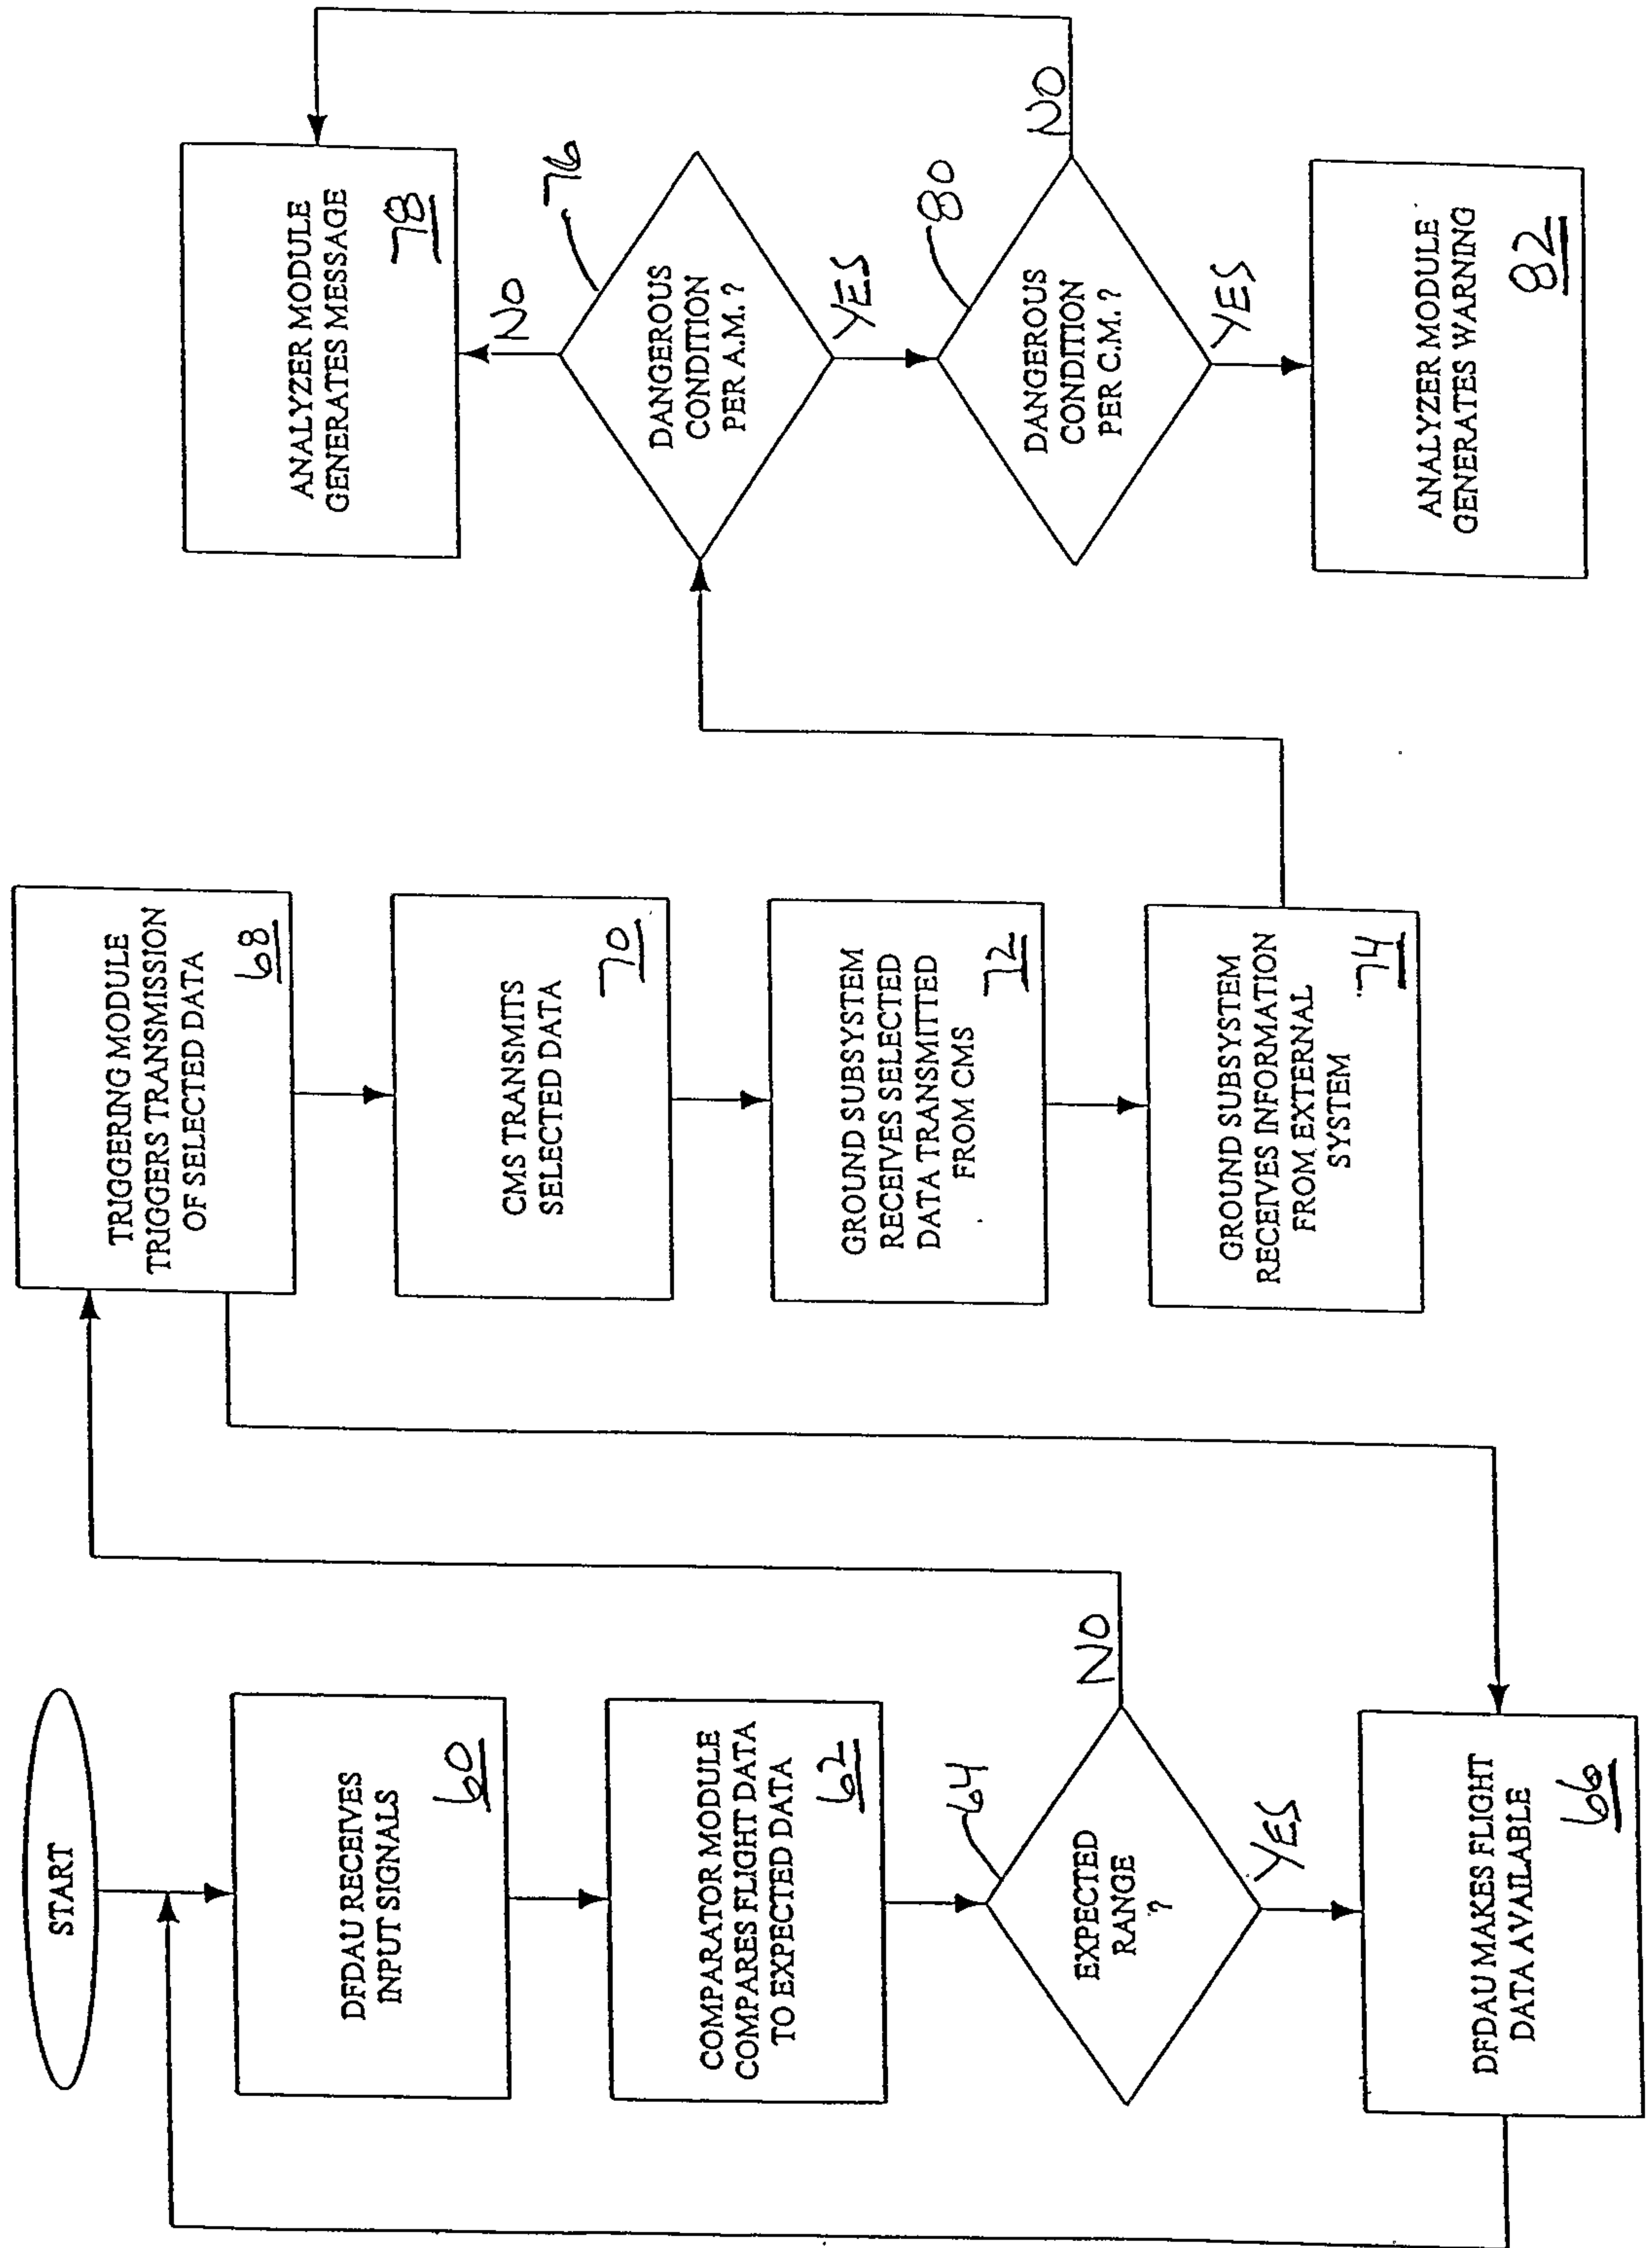 START
DFDAU RECEIVES
INPUT SIGNALS
60
COMPARATOR MODULE
COMPARES FLIGHT DATA
TO EXPECTED DATA
62
EXPECTED
RANGE
?
64
NO
YES
DFDAU MAKES FLIGHT
DATA AVAILABLE
66
TRIGGERING MODULE
TRIGGERS TRANSMISSION
OF SELECTED DATA
68
CMS TRANSMITS
SELECTED DATA
70
GROUND SUBSYSTEM
RECEIVES SELECTED
DATA TRANSMITTED
FROM CMS
72
GROUND SUBSYSTEM
RECEIVES INFORMATION
FROM EXTERNAL
SYSTEM
74
ANALYZER MODULE
GENERATES MESSAGE
78
NO
76
DANGEROUS
CONDITION
PER A.M. ?
YES
80
DANGEROUS
CONDITION
PER C.M. ?
NO
YES
ANALYZER MODULE
GENERATES WARNING
82